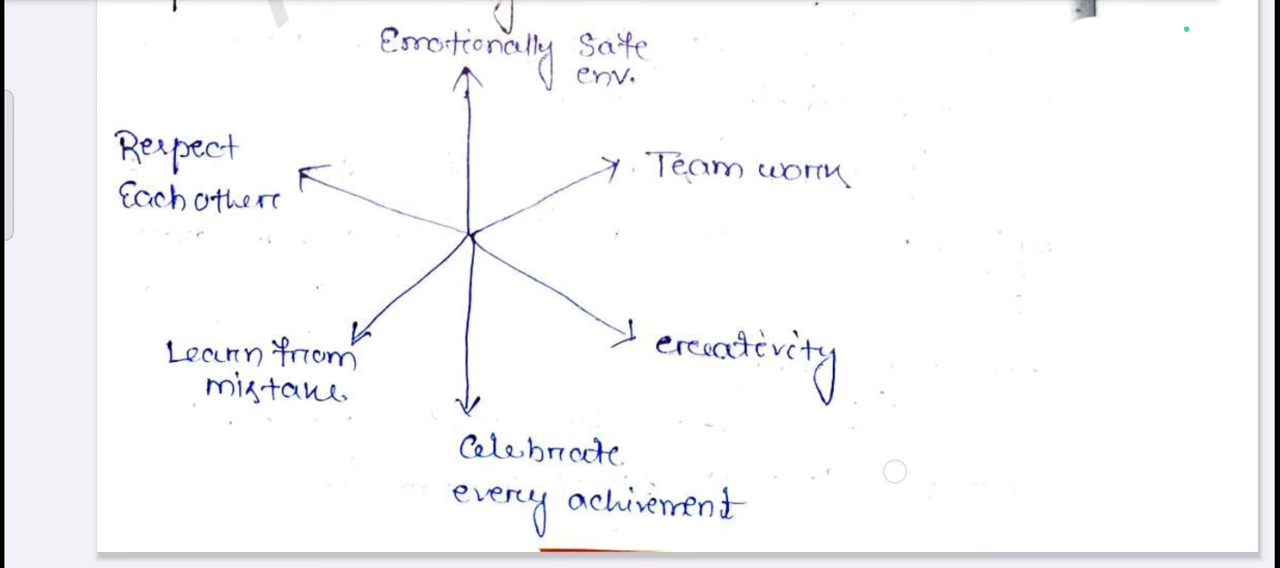 Emotionally Safe
env.
Respect
Each other
Team work
Learn from
mistake.
creativity
Celebrate
every achivement